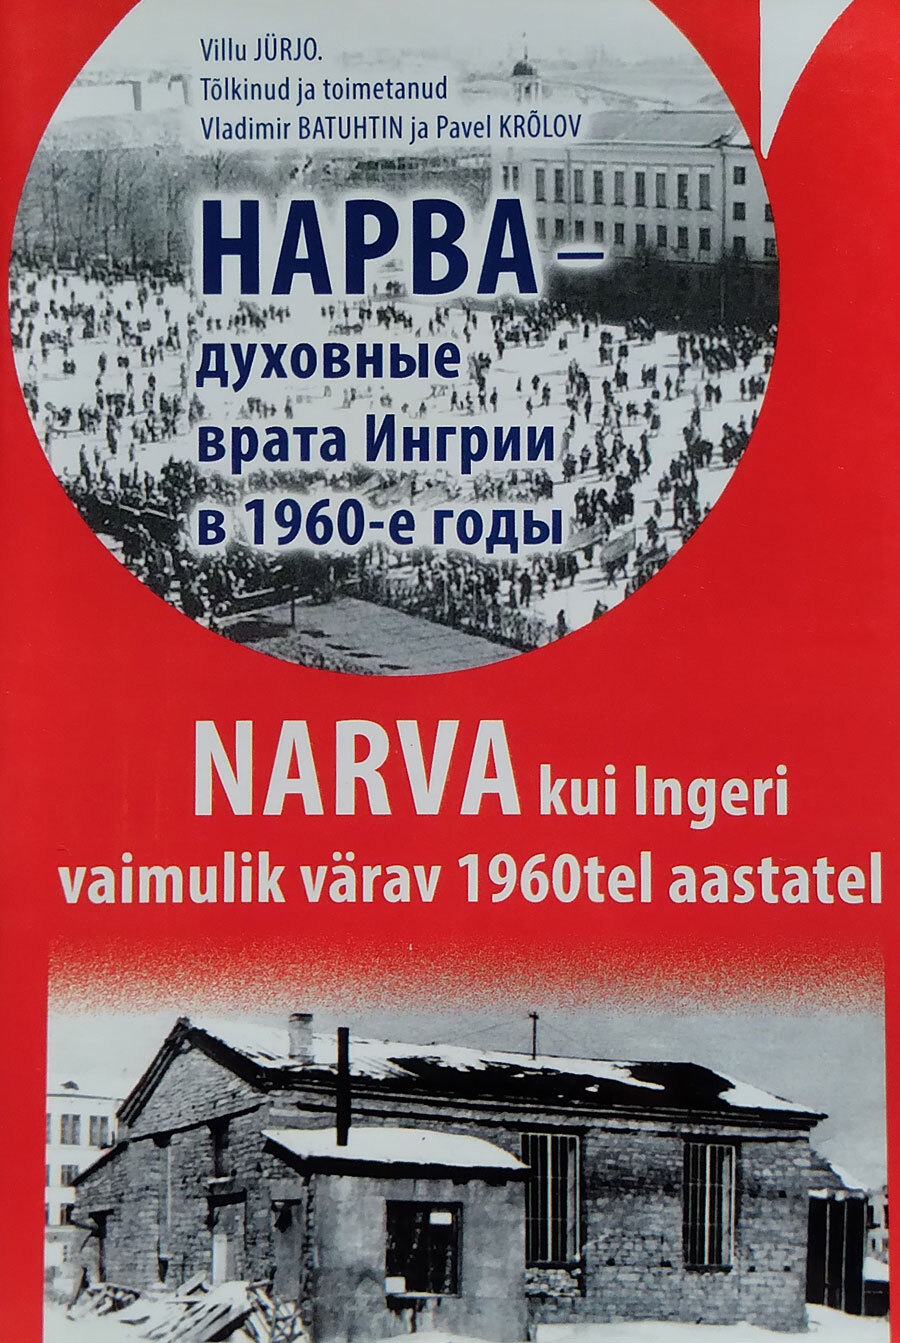 Villu JÜRJO.
Tõlkinud ja toimetanud
Vladimir BATUHTIN ja Pavel KRÕLOV
НАРВА –
духовные
врата Ингрии
в 1960-е годы
NARVA kui Ingeri
vaimulik värav 1960tel aastatel